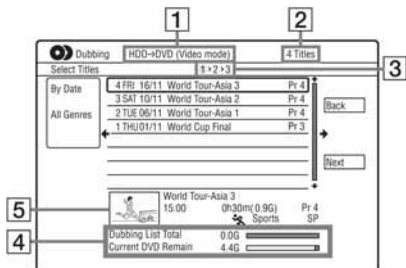 1
2
Dubbing HDD→DVD (Video mode) 4 Titles
Select Titles 1›2›3
3
By Date
All Genres
4 FRI 16/11 World Tour-Asia 3 Pr 4
3 SAT 10/11 World Tour-Asia 2 Pr 4
2 TUE 06/11 World Tour-Asia 1 Pr 4
1 THU 01/11 World Cup Final Pr 3
Back
Next
5
World Tour-Asia 3
15:00 0h30m(0.9G) Pr 4
Sports SP
4
Dubbing List Total 0.0G
Current DVD Remain 4.4G